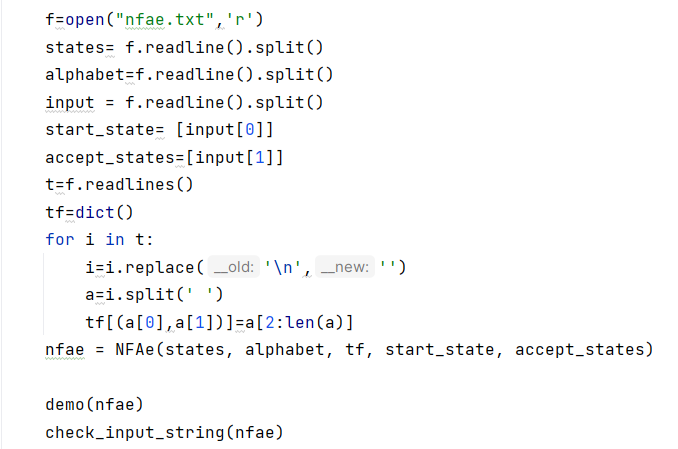 f=open("nfae.txt",'r')
states= f.readline().split()
alphabet=f.readline().split()
input = f.readline().split()
start_state= [input[0]]
accept_states=[input[1]]
t=f.readlines()
tf=dict()
for i in t:
    i=i.replace( __old: '\n', __new: '')
    a=i.split(' ')
    tf[(a[0],a[1])]=a[2:len(a)]
nfae = NFAe(states, alphabet, tf, start_state, accept_states)

demo(nfae)
check_input_string(nfae)